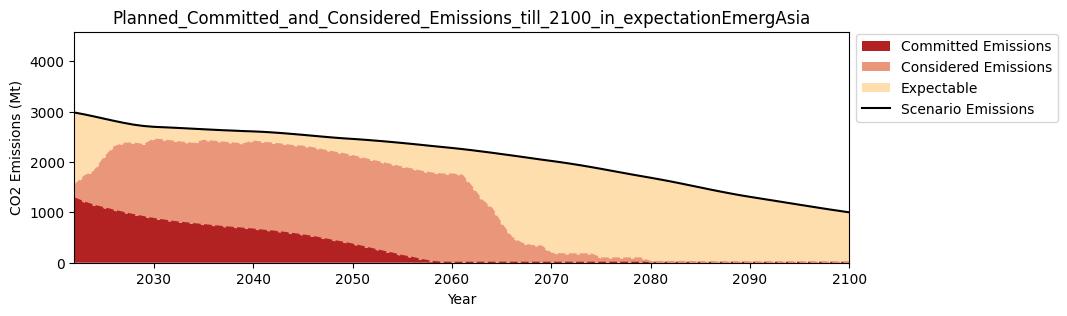 Planned_Committed_and_Considered_Emissions_till_2100_in_expectationEmergAsia
Committed Emissions
Considered Emissions
Expectable
Scenario Emissions
CO2 Emissions (Mt)
4000
3000
2000
1000
0
2030 2040 2050 2060 2070 2080 2090 2100
Year